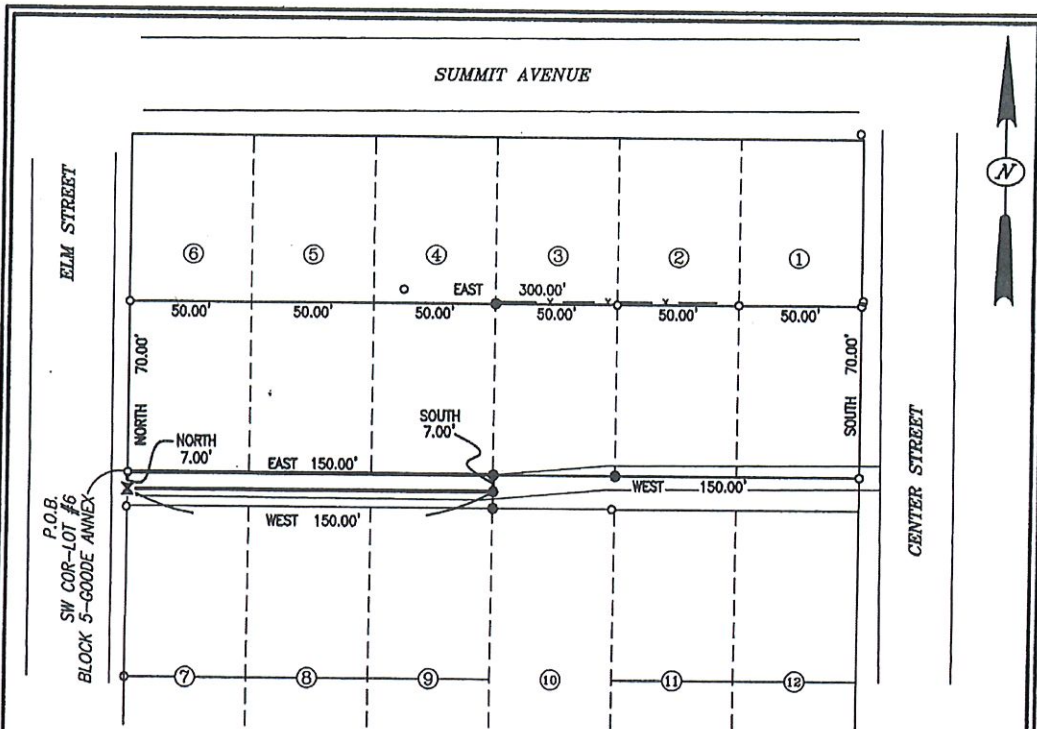 SUMMIT AVENUE
N
ELM STREET
⑥ ⑤ ④ ③ ② ①
EAST 300.00'
50.00' 50.00' 50.00' 50.00' 50.00' 50.00'
70.00'
NORTH
70.00'
SOUTH
NORTH
7.00'
SOUTH
7.00'
EAST 150.00'
WEST 150.00'
WEST 150.00'
CENTER STREET
P.O.B.
SW COR-LOT #6
BLOCK 5-GOODE ANNEX
⑦ ⑧ ⑨ ⑩ ⑪ ⑫